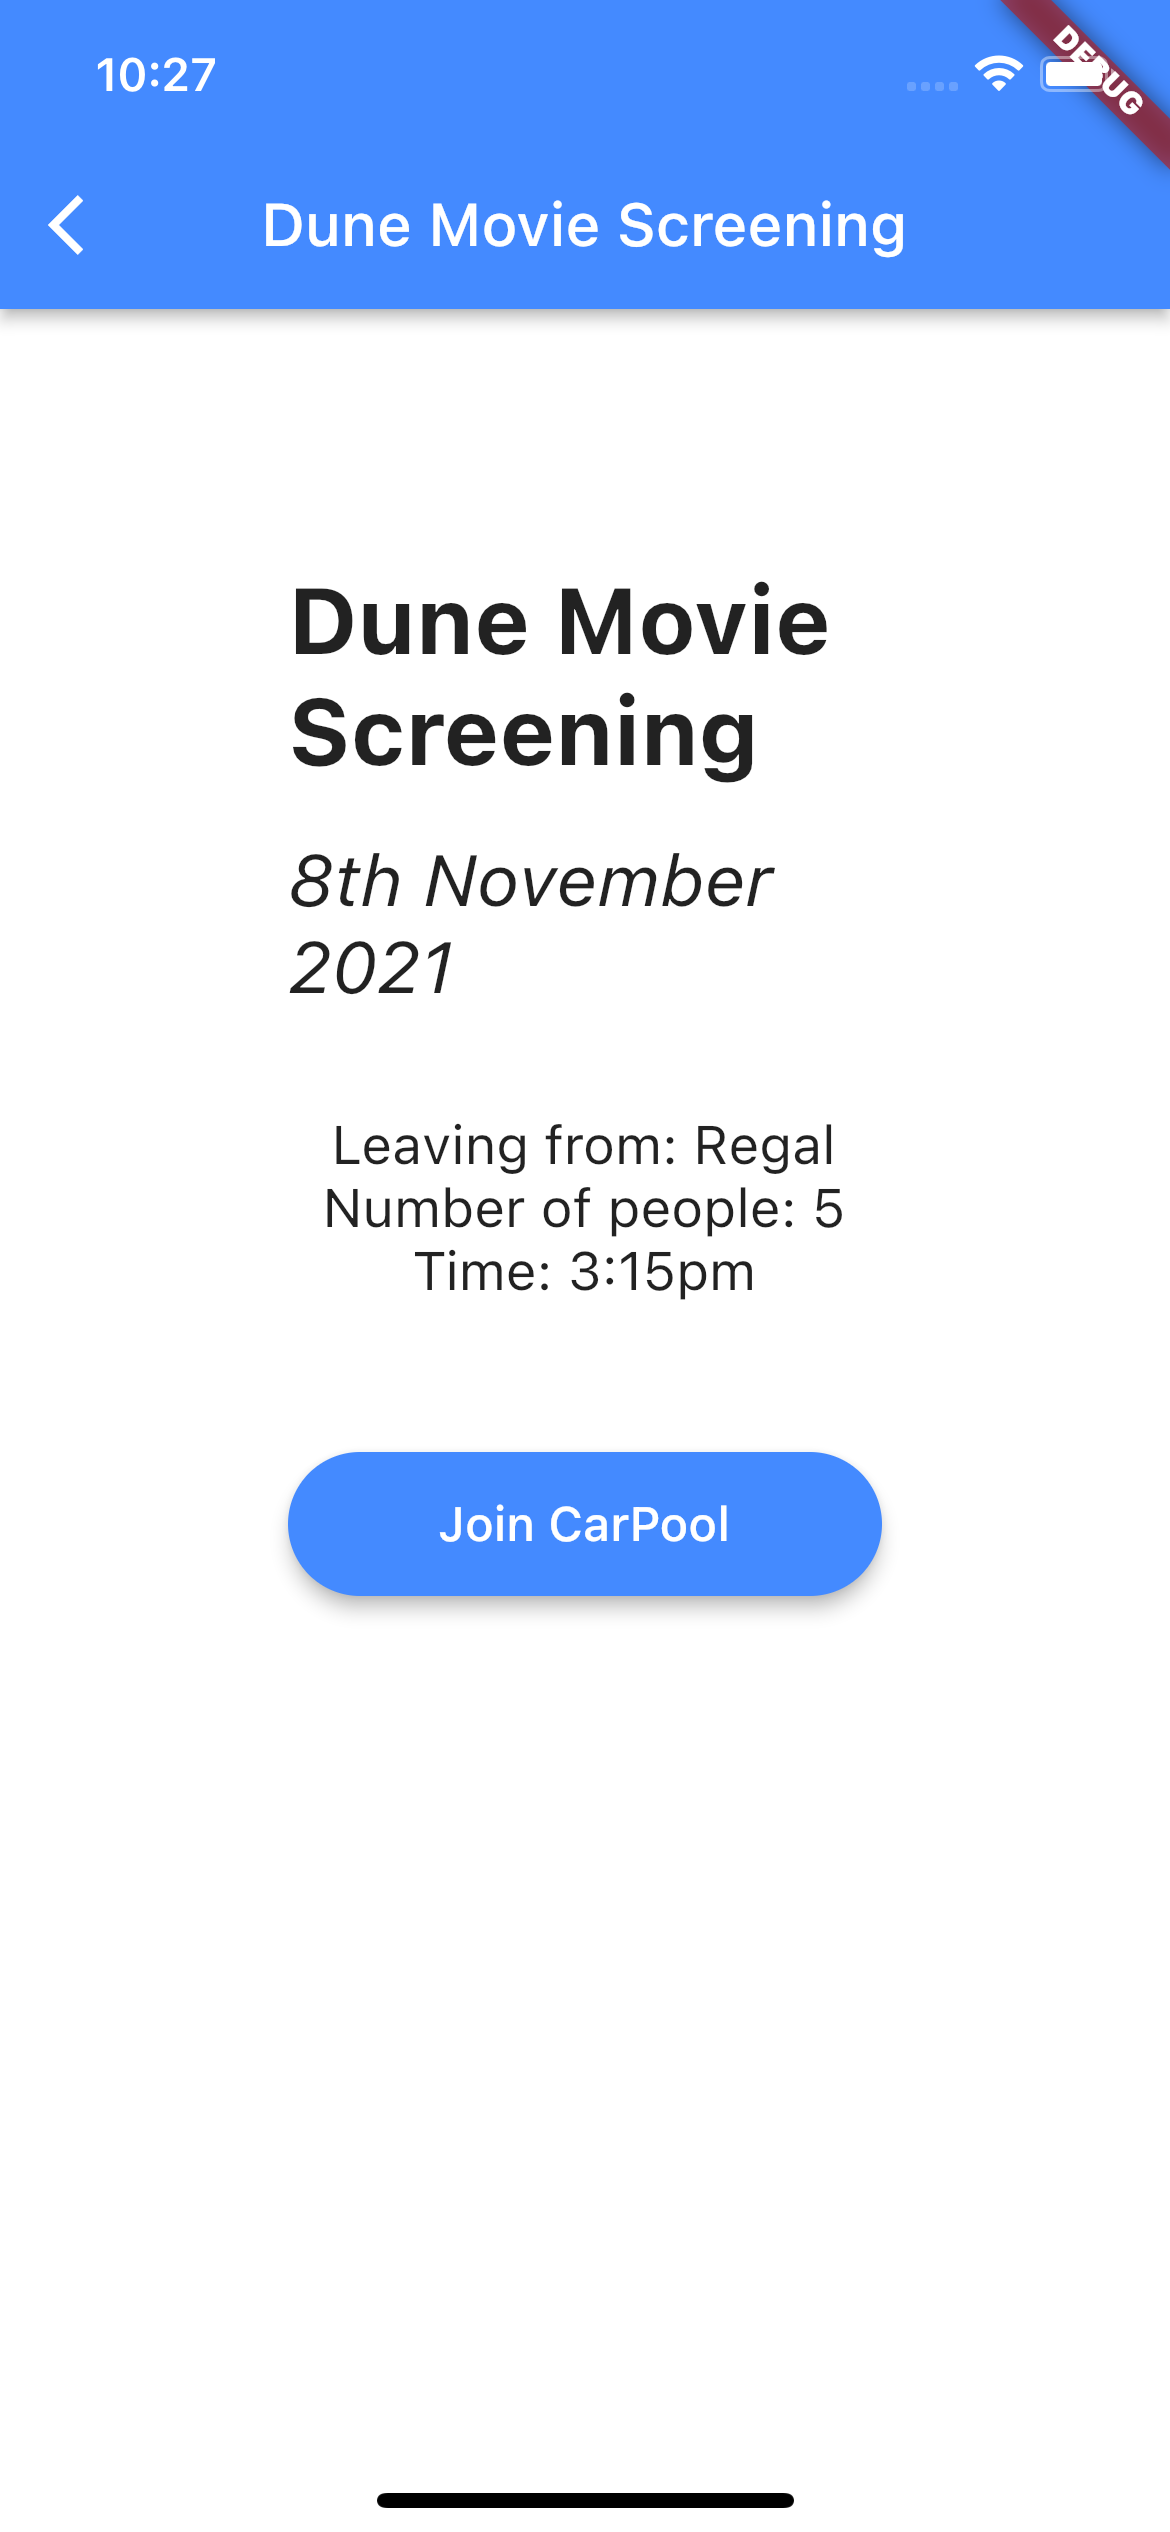 10:27
DEBUG
Dune Movie Screening
Dune Movie
Screening
8th November
2021
Leaving from: Regal
Number of people: 5
Time: 3:15pm
Join CarPool